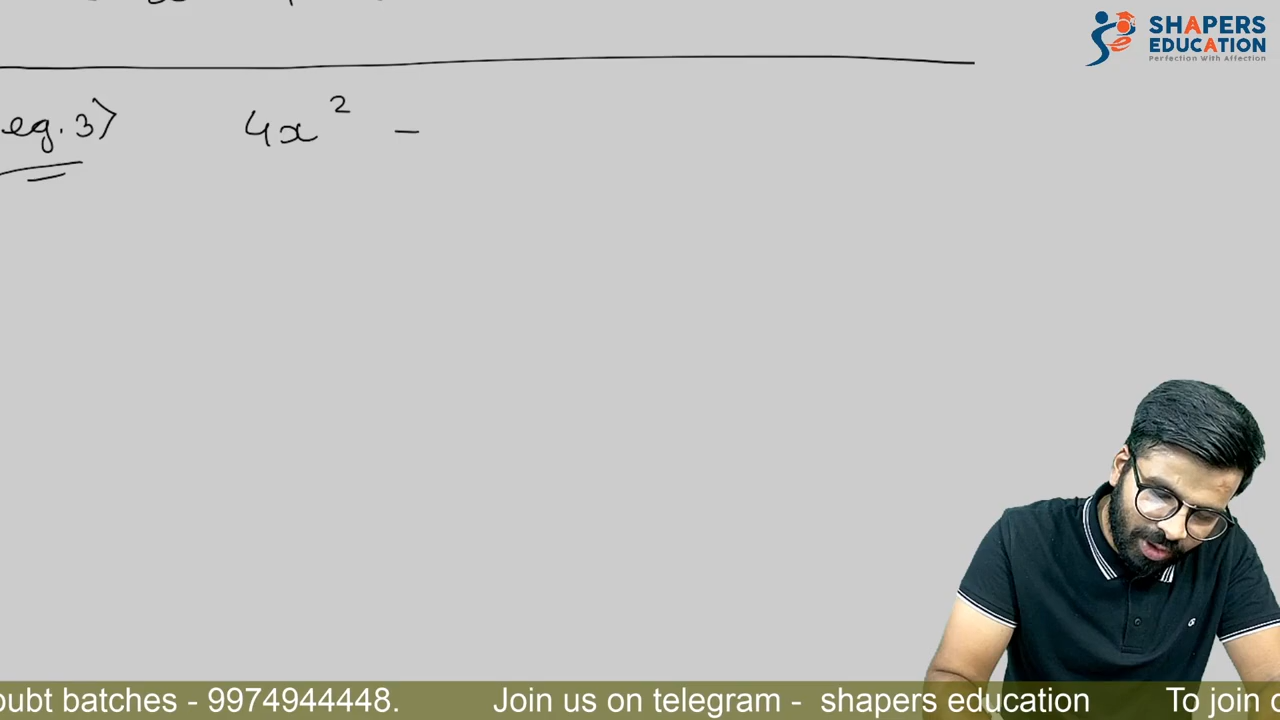 SHAPERS
EDUCATION
Perfection With Affection
eg. 3) 4x² –
oubt batches - 9974944448. Join us on telegram - shapers education To join